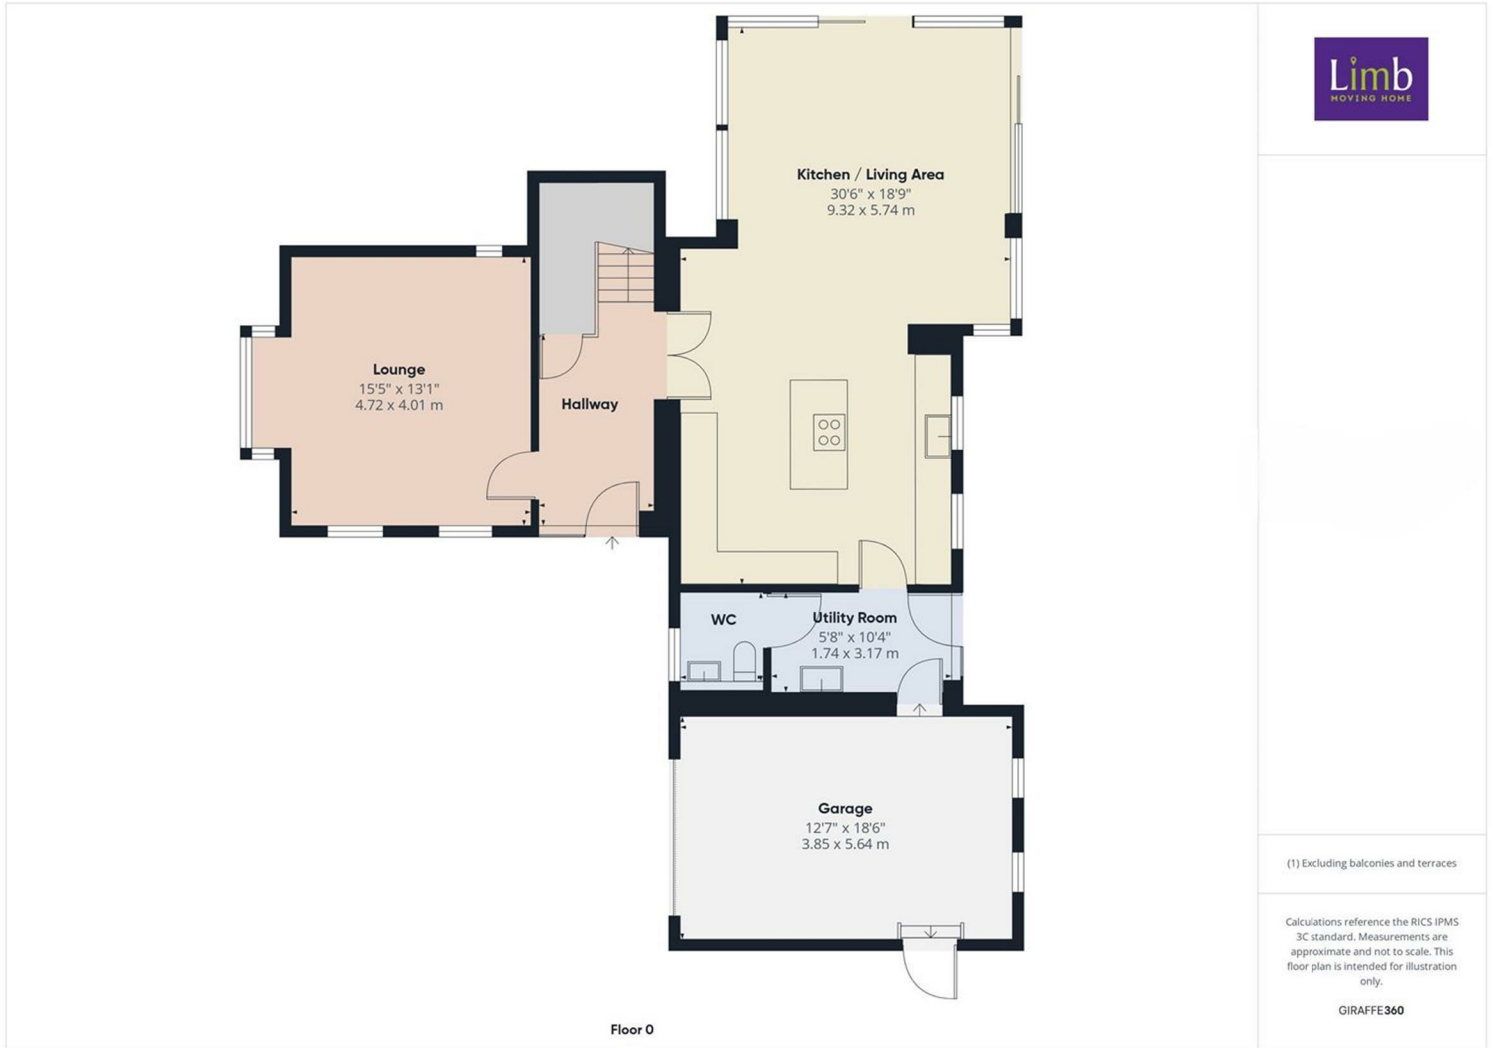 Limb
MOVING HOME
Kitchen / Living Area
30'6" x 18'9"
9.32 x 5.74 m
Lounge
15'5" x 13'1"
4.72 x 4.01 m
Hallway
WC
Utility Room
5'8" x 10'4"
1.74 x 3.17 m
Garage
12'7" x 18'6"
3.85 x 5.64 m
Floor 0
(1) Excluding balconies and terraces
Calculations reference the RICS IPMS
3C standard. Measurements are
approximate and not to scale. This
floor plan is intended for illustration
only.
GIRAFFE360